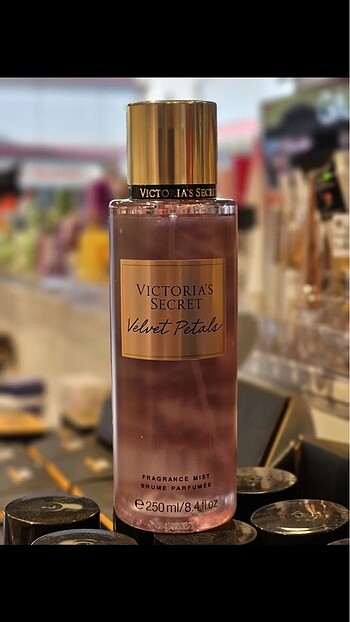 VICTORIA'S SECRET
VICTORIA'S
SECRET
Velvet Petals
FRAGRANCE MIST
BRUME PARFUMÉE
℮ 250 ml/8.4 fl oz